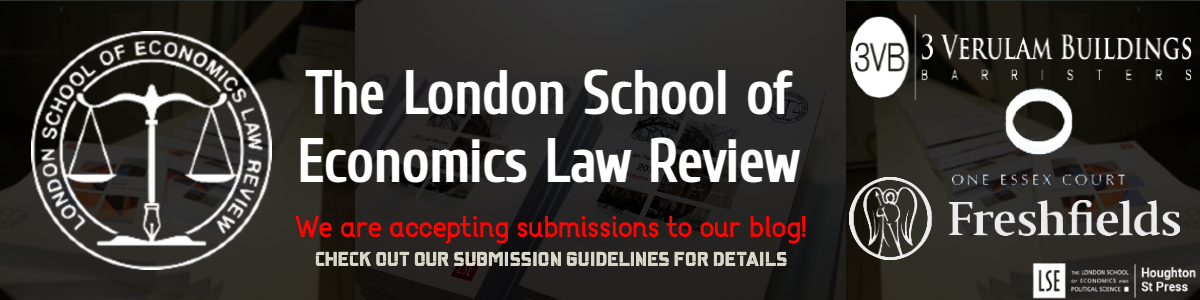 LONDON SCHOOL OF ECONOMICS LAW REVIEW
The London School of
Economics Law Review
We are accepting submissions to our blog!
CHECK OUT OUR SUBMISSION GUIDELINES FOR DETAILS
3VB
3 VERULAM BUILDINGS
BARRISTERS
ONE ESSEX COURT
Freshfields
LSE
THE LONDON SCHOOL
OF ECONOMICS AND
POLITICAL SCIENCE
Houghton
St Press